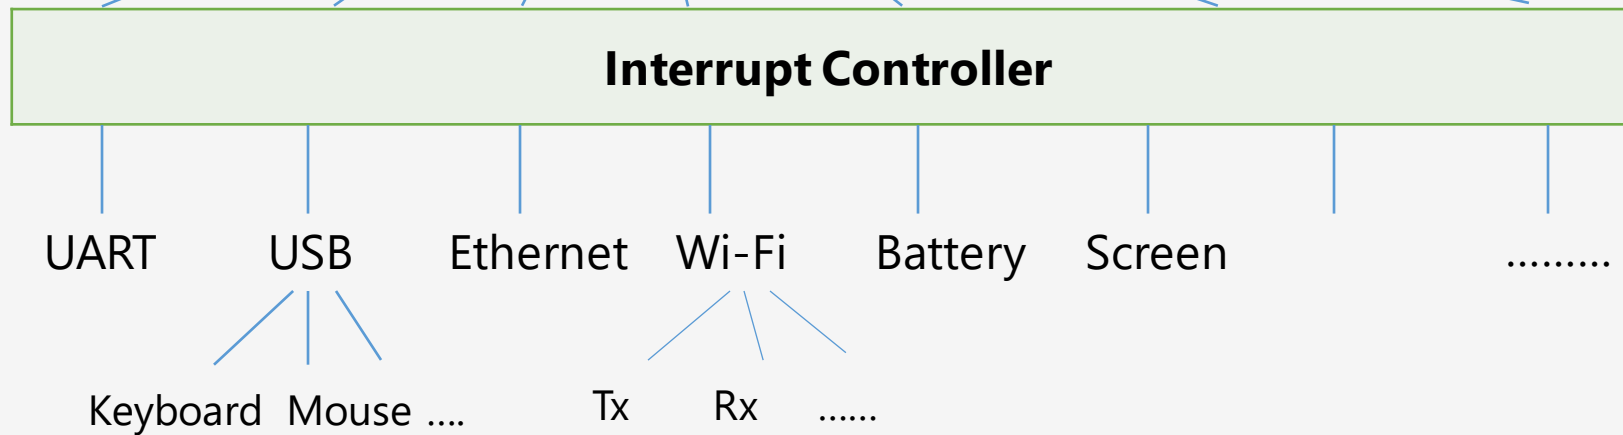 Interrupt Controller
UART USB Ethernet Wi-Fi Battery Screen .........
Keyboard Mouse .... Tx Rx ......